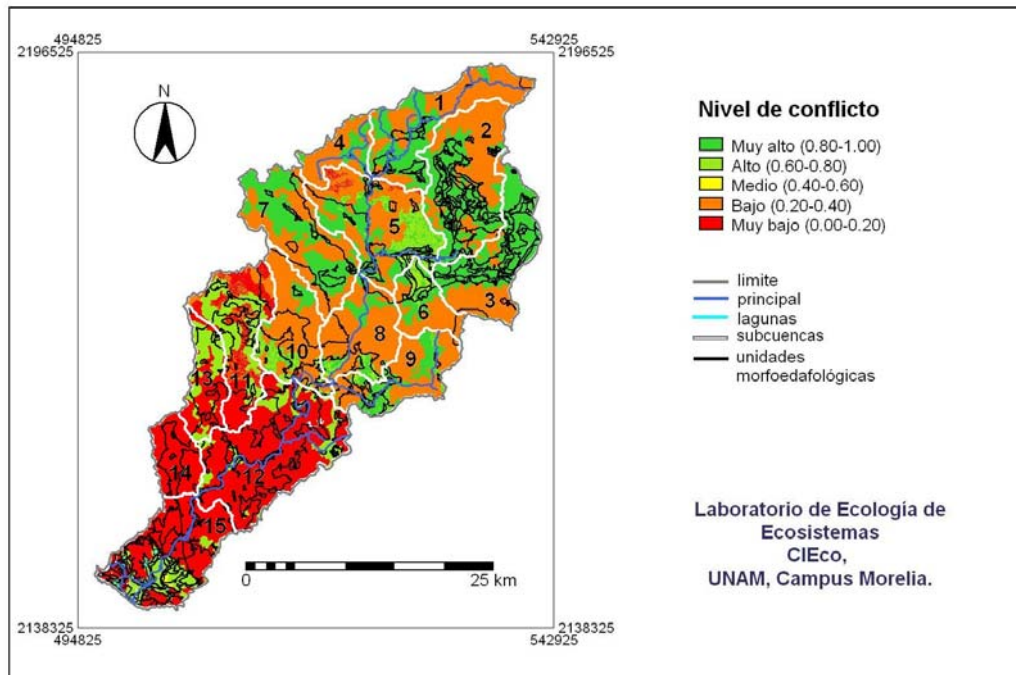 494825
542925
2196525
2196525
N
1
2
4
7
5
3
6
8
10
9
13
11
14
12
15
0
25 km
2138325
2138325
494825
542925
Nivel de conflicto
Muy alto (0.80-1.00)
Alto (0.60-0.80)
Medio (0.40-0.60)
Bajo (0.20-0.40)
Muy bajo (0.00-0.20)
limite
principal
lagunas
subcuencas
unidades
morfoedafológicas
Laboratorio de Ecología de
Ecosistemas
CIEco,
UNAM, Campus Morelia.